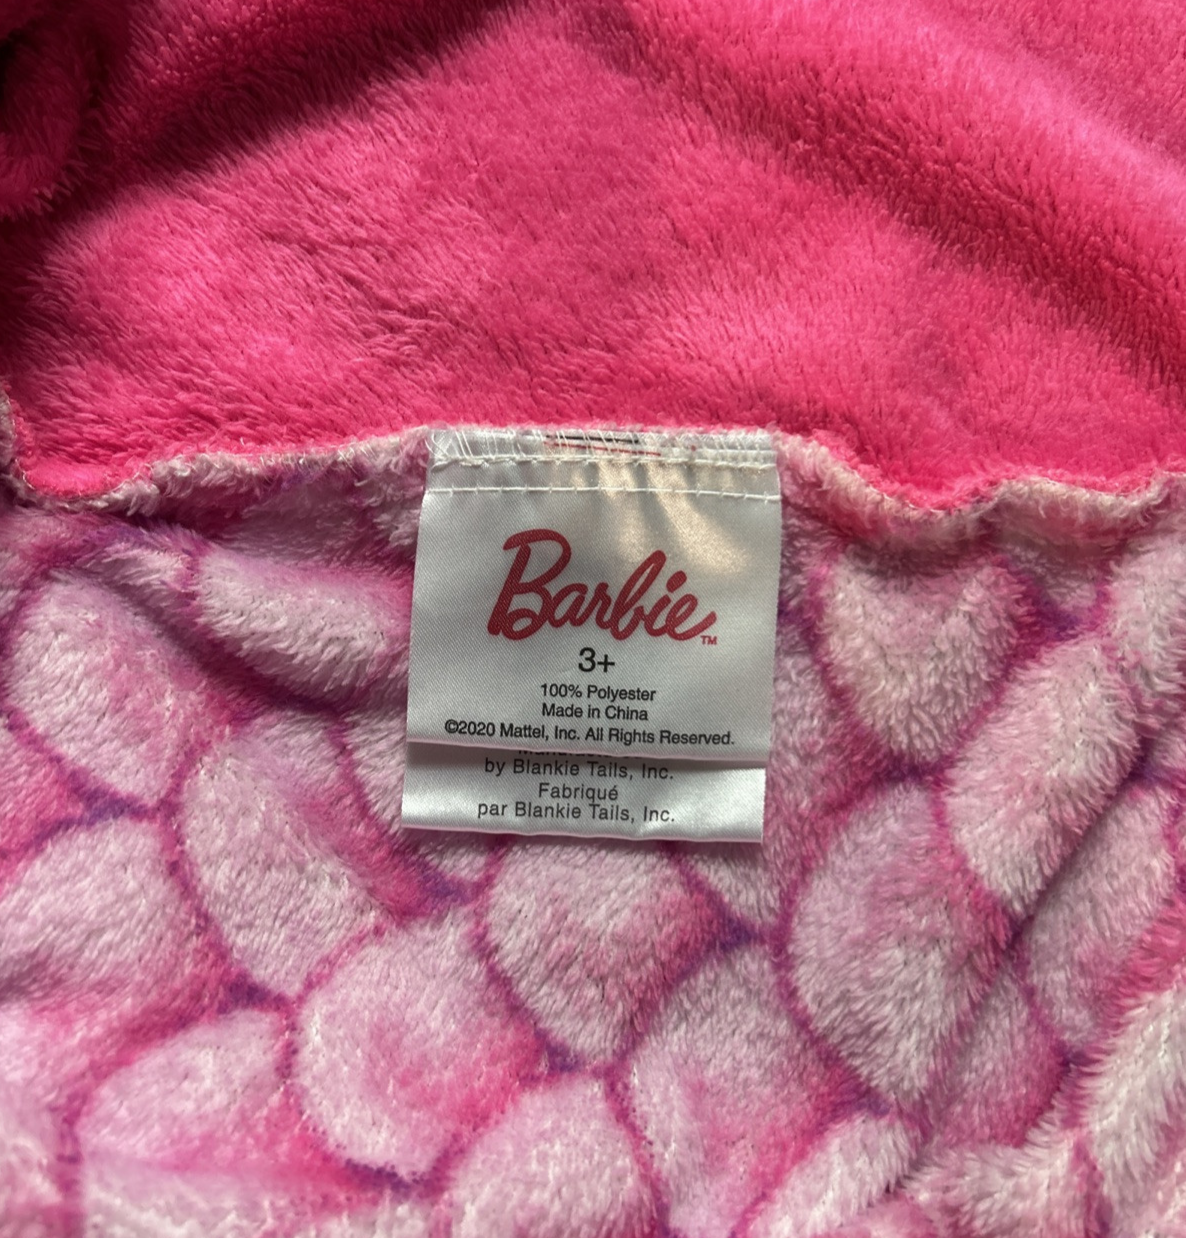 Barbie™
3+
100% Polyester
Made in China
©2020 Mattel, Inc. All Rights Reserved.
by Blankie Tails, Inc.
Fabriqué
par Blankie Tails, Inc.